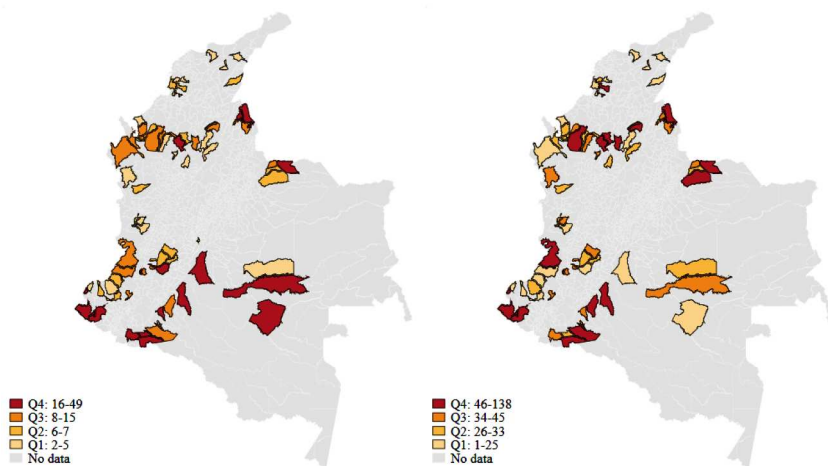 Q4: 16-49
Q3: 8-15
Q2: 6-7
Q1: 2-5
No data
Q4: 46-138
Q3: 34-45
Q2: 26-33
Q1: 1-25
No data